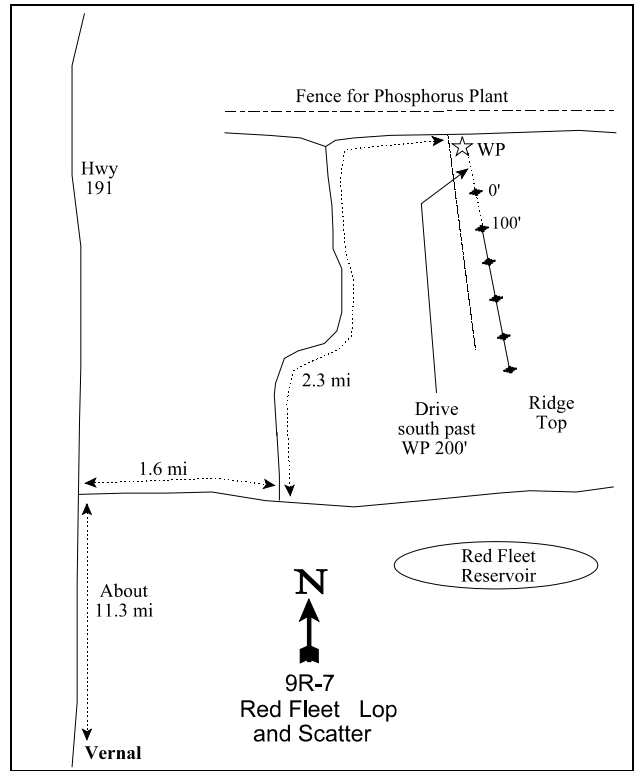 Fence for Phosphorus Plant
WP
Hwy
191
0'
100'
2.3 mi
Drive
south past
WP 200'
Ridge
Top
1.6 mi
Red Fleet
Reservoir
About
11.3 mi
N
9R-7
Red Fleet Lop
and Scatter
Vernal